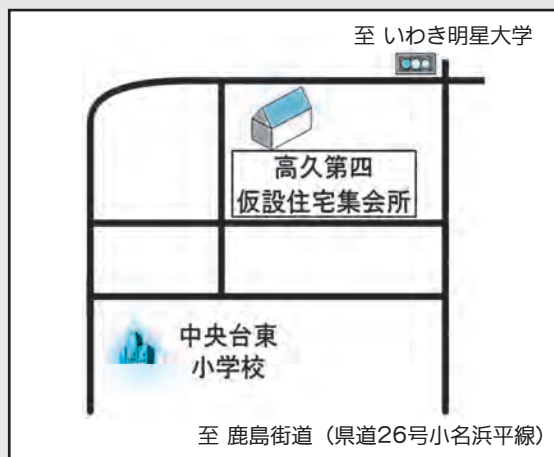 至 いわき明星大学
高久第四
仮設住宅集会所
中央台東
小学校
至 鹿島街道（県道26号小名浜平線）